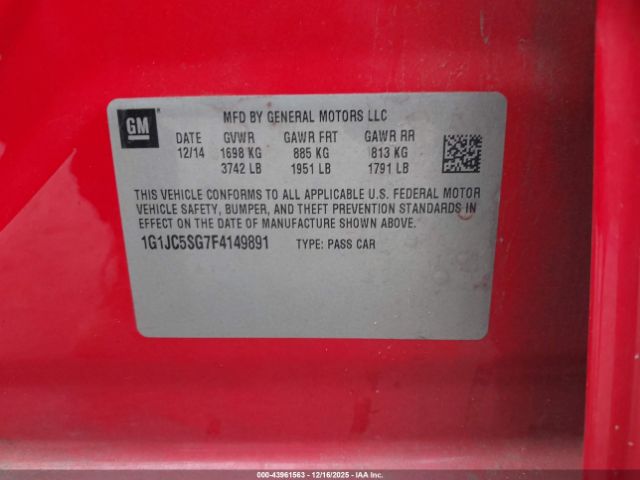 GM
MFD BY GENERAL MOTORS LLC
DATE GVWR GAWR FRT GAWR RR
12/14 1698 KG 885 KG 813 KG
3742 LB 1951 LB 1791 LB
THIS VEHICLE CONFORMS TO ALL APPLICABLE U.S. FEDERAL MOTOR
VEHICLE SAFETY, BUMPER, AND THEFT PREVENTION STANDARDS IN
EFFECT ON THE DATE OF MANUFACTURE SHOWN ABOVE.
1G1JC5SG7F4149891 TYPE: PASS CAR
000-43961563 | 12/16/2025 - CHICAGO